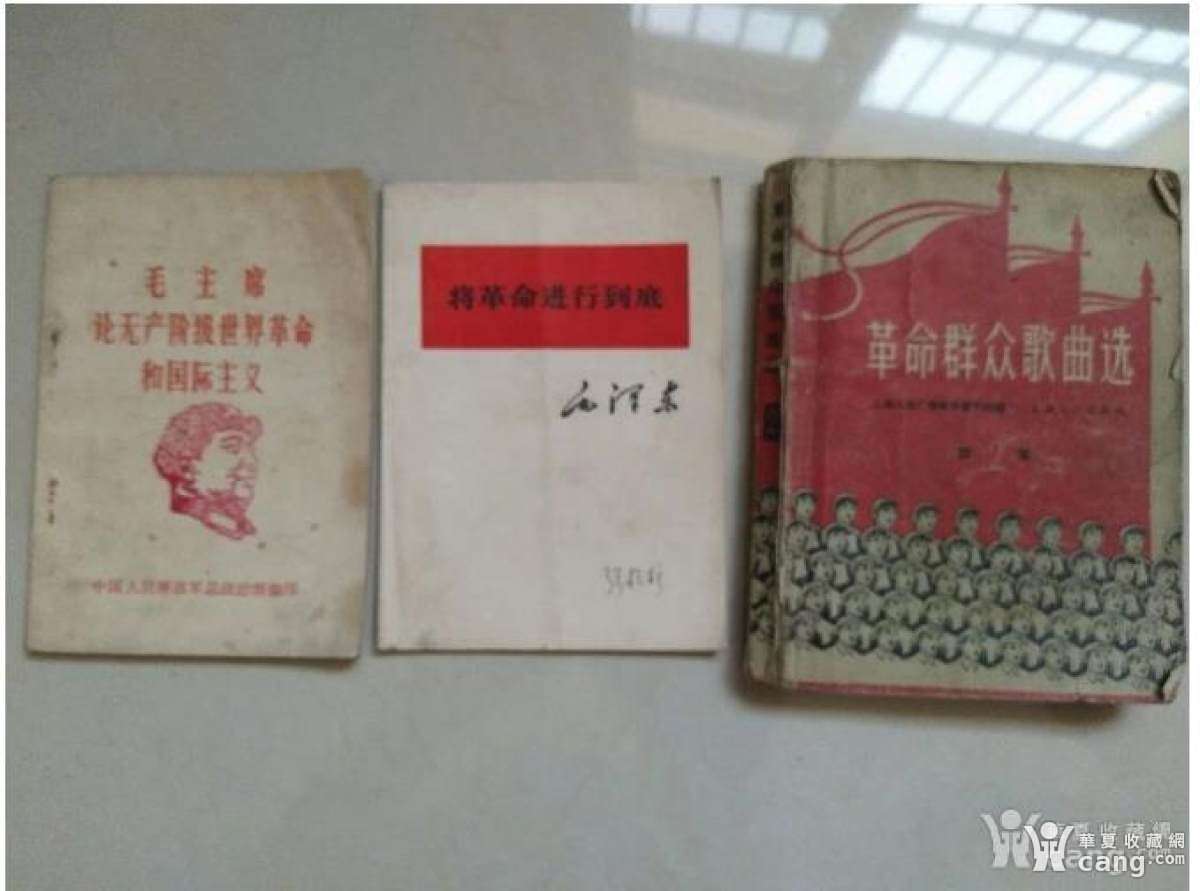 毛主席
论无产阶级世界革命
和国际主义
中国人民解放军总政治部编印
将革命进行到底
毛泽东
革命群众歌曲选
華夏收藏網
cang.com